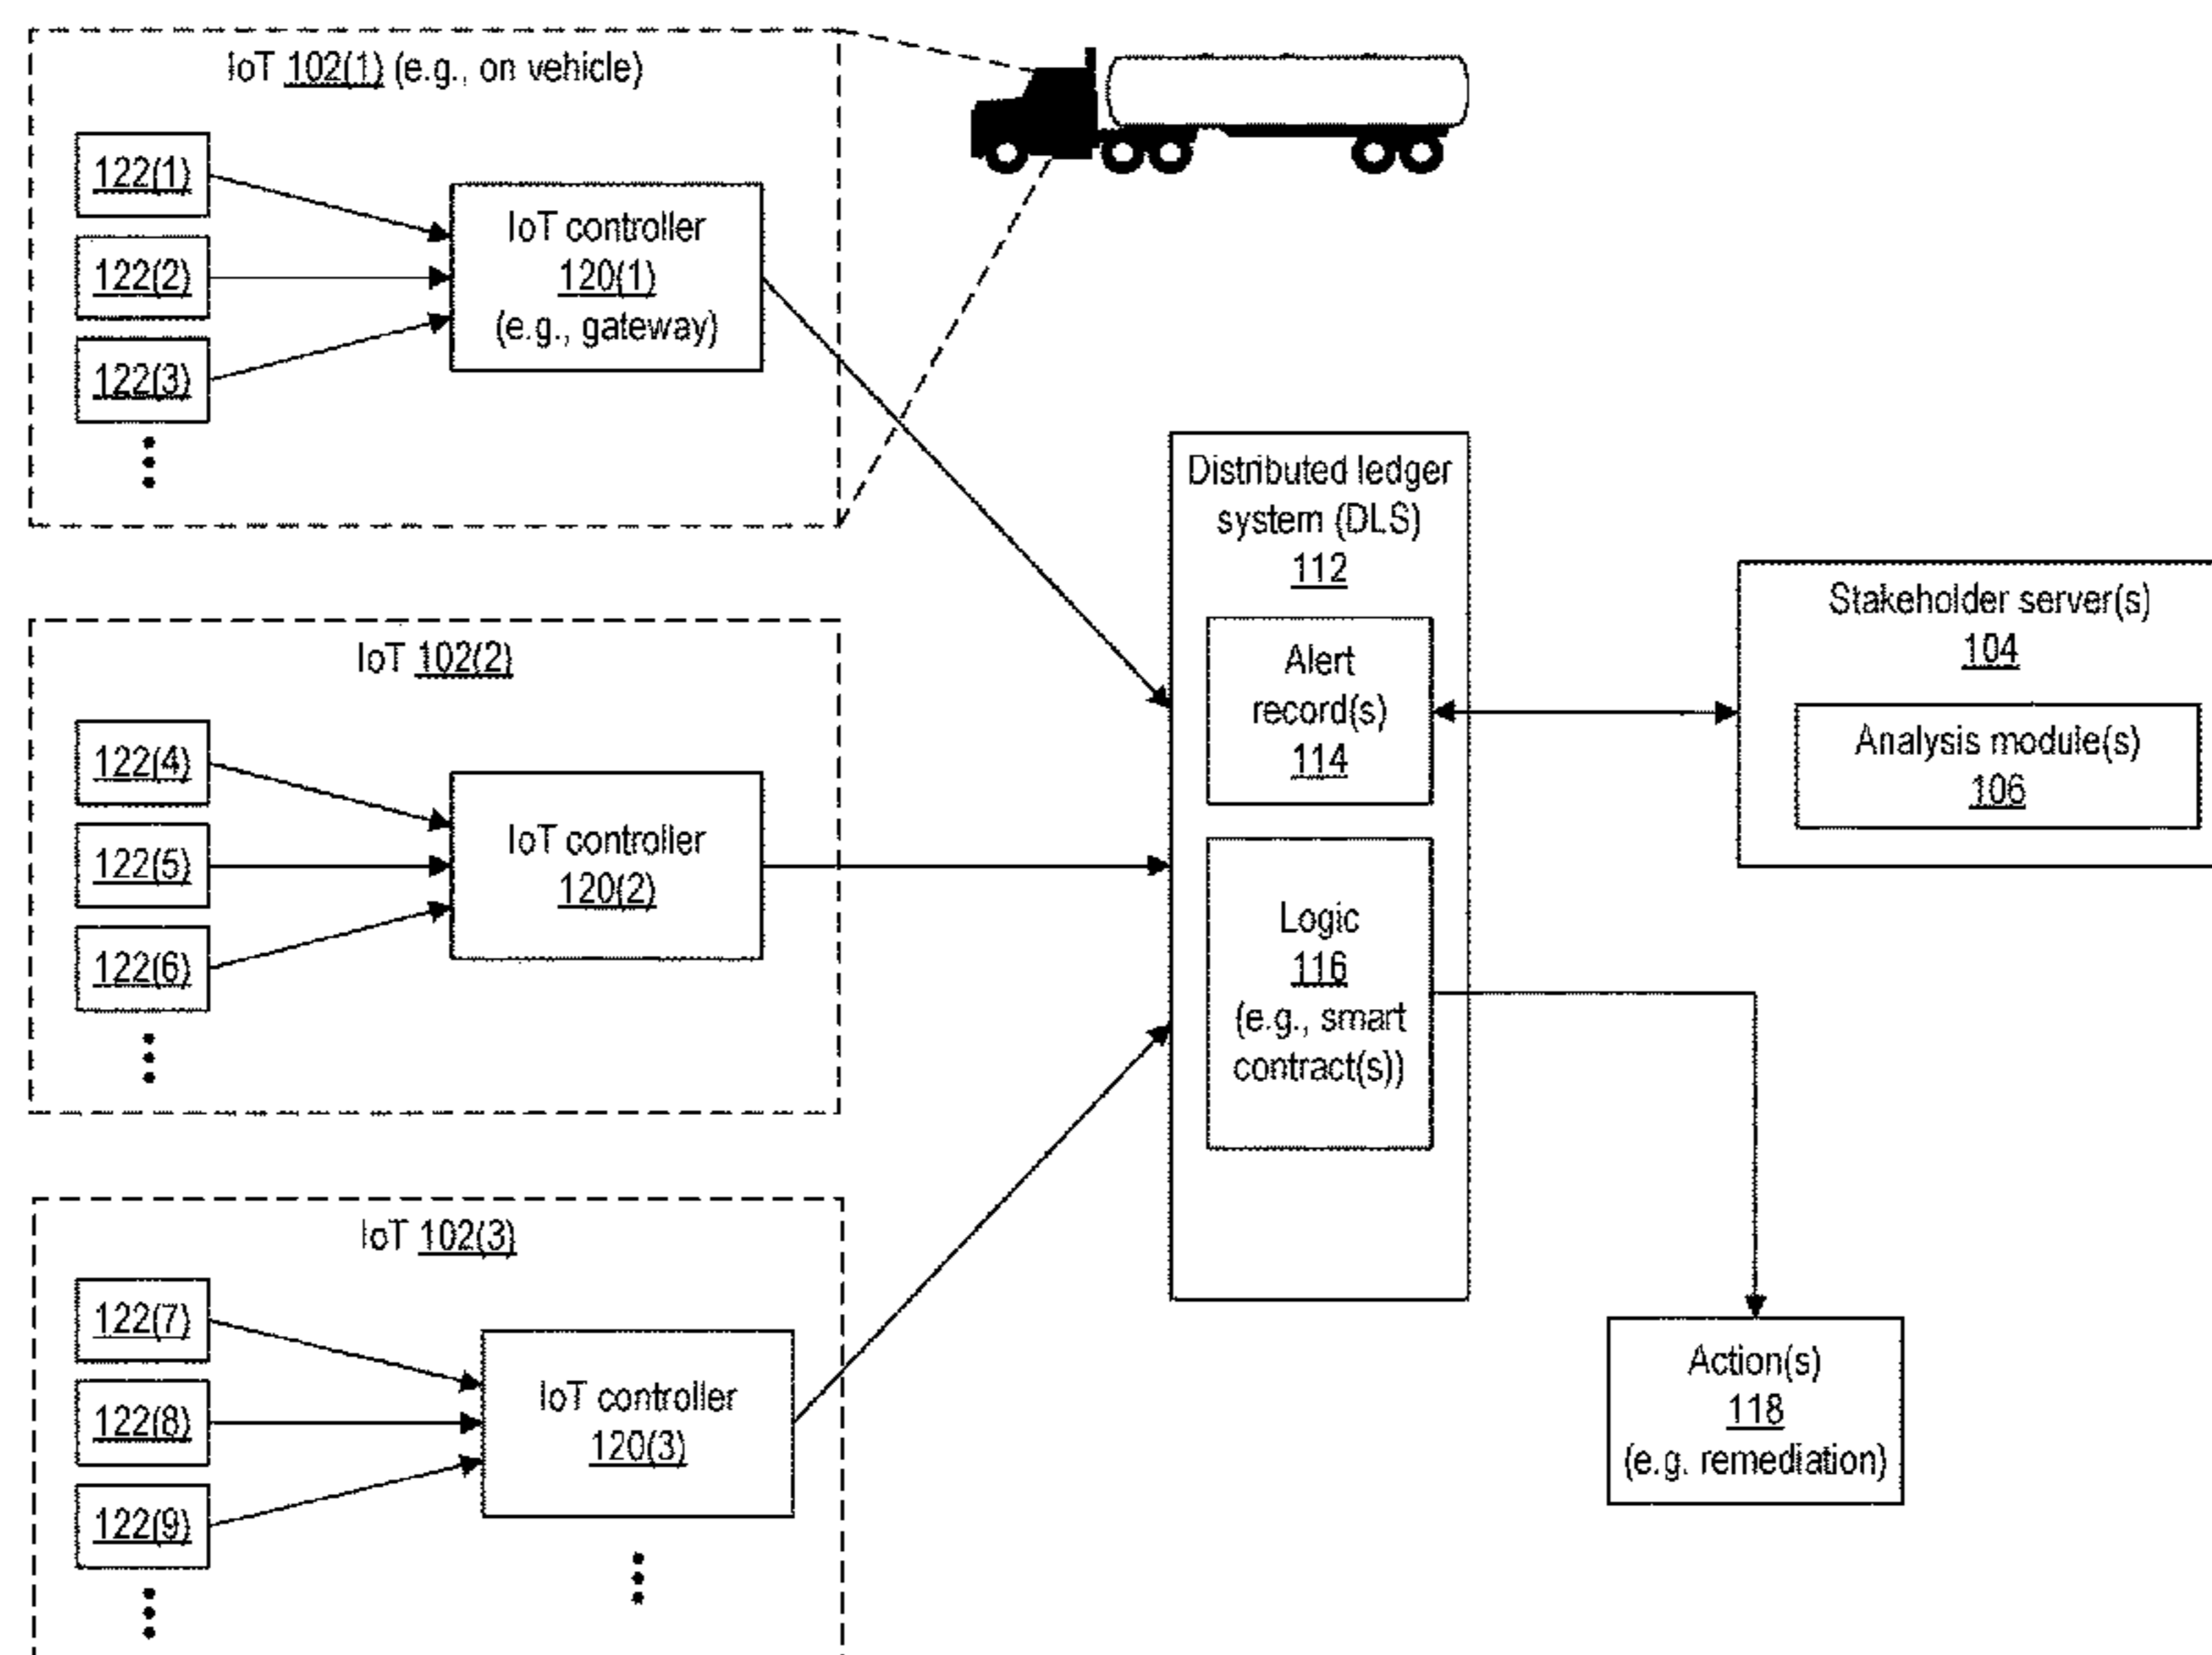 IoT 102(1) (e.g., on vehicle)
122(1)
122(2)
122(3)
IoT controller
120(1)
(e.g., gateway)
IoT 102(2)
122(4)
122(5)
122(6)
IoT controller
120(2)
IoT 102(3)
122(7)
122(8)
122(9)
IoT controller
120(3)
Distributed ledger
system (DLS)
112
Alert
record(s)
114
Logic
116
(e.g., smart
contract(s))
Stakeholder server(s)
104
Analysis module(s)
106
Action(s)
118
(e.g. remediation)